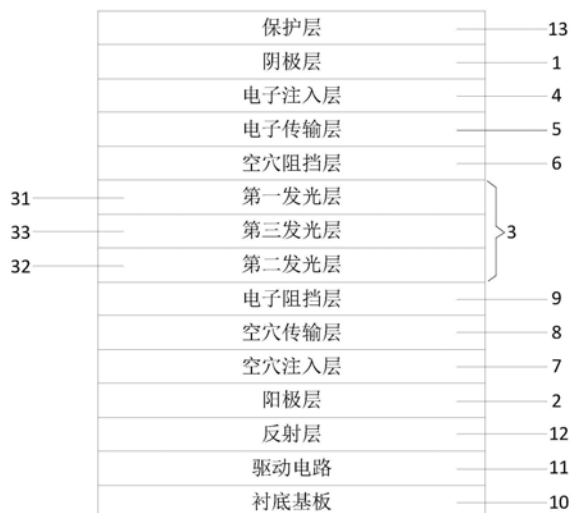 保护层 13
阴极层 1
电子注入层 4
电子传输层 5
空穴阻挡层 6
31 第一发光层
33 第三发光层 3
32 第二发光层
电子阻挡层 9
空穴传输层 8
空穴注入层 7
阳极层 2
反射层 12
驱动电路 11
衬底基板 10